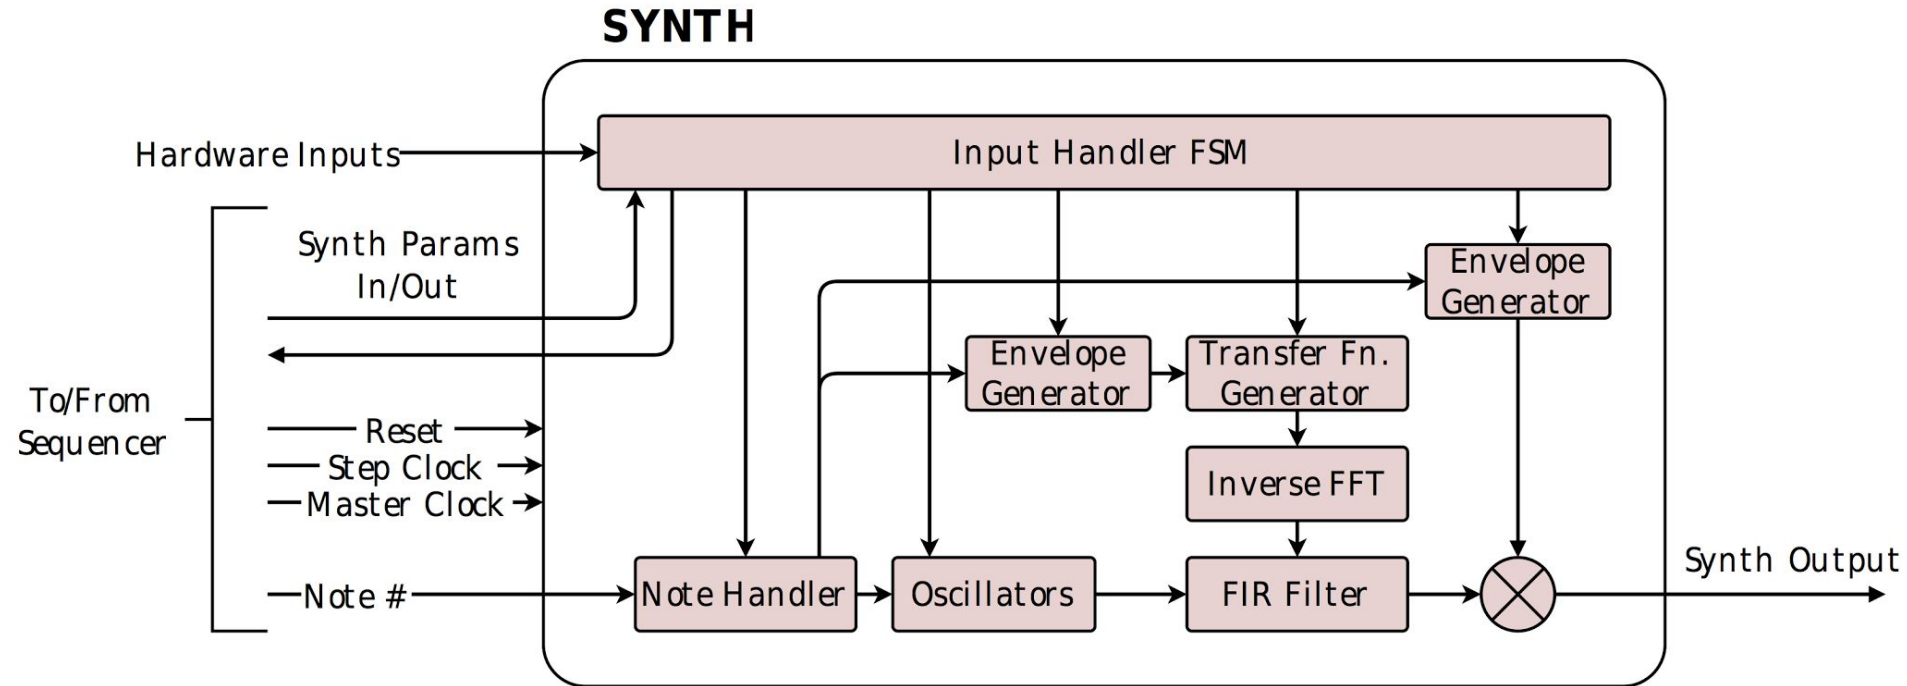 SYNTH
Hardware Inputs
Input Handler FSM
Synth Params
In/Out
Envelope
Generator
Envelope
Generator
Transfer Fn.
Generator
To/From
Sequencer
Reset
Step Clock
Master Clock
Inverse FFT
Note #
Note Handler
Oscillators
FIR Filter
Synth Output